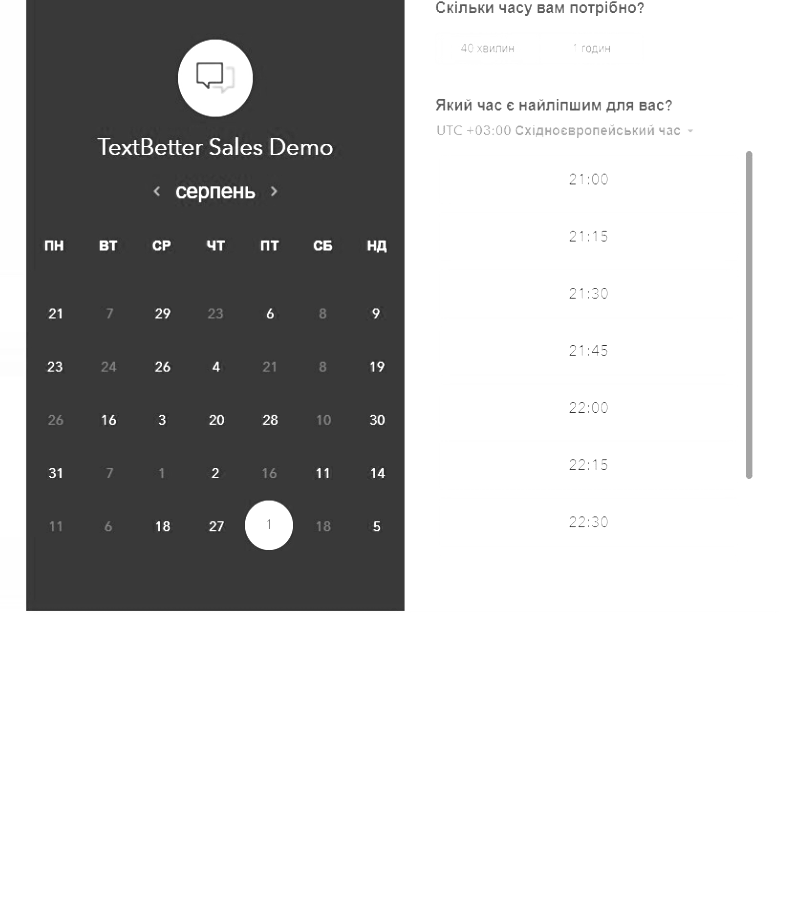 TextBetter Sales Demo
серпень
ПН ВТ СР ЧТ ПТ СБ НД
21 7 29 23 6 8 9
23 24 26 4 21 8 19
26 16 3 20 28 10 30
31 7 1 2 16 11 14
11 6 18 27 1 18 5
Скільки часу вам потрібно?
40 хвилин 1 годин
Який час є найліпшим для вас?
UTC +03:00 Східноєвропейський час
21:00
21:15
21:30
21:45
22:00
22:15
22:30